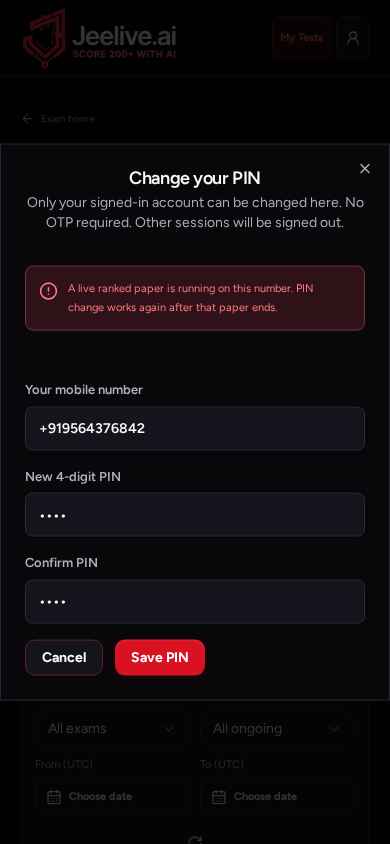 Jeelive.ai
SCORE 200+ WITH AI
My Tests
Exam home
Change your PIN
Only your signed-in account can be changed here. No
OTP required. Other sessions will be signed out.
A live ranked paper is running on this number. PIN
change works again after that paper ends.
Your mobile number
+919564376842
New 4-digit PIN
••••
Confirm PIN
••••
Cancel
Save PIN
All exams
All ongoing
From (UTC)
To (UTC)
Choose date
Choose date